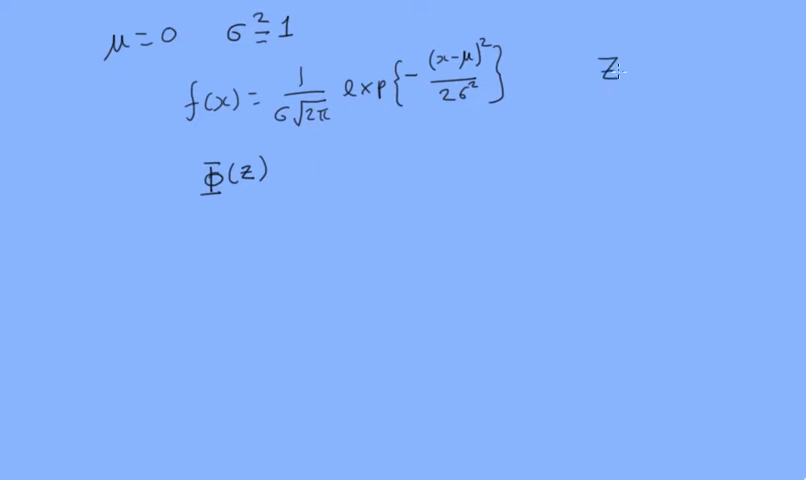 μ = 0 σ² = 1
f(x) = 1/(σ√2π) exp{-(x-μ)²/2σ²} Z
Φ(z)